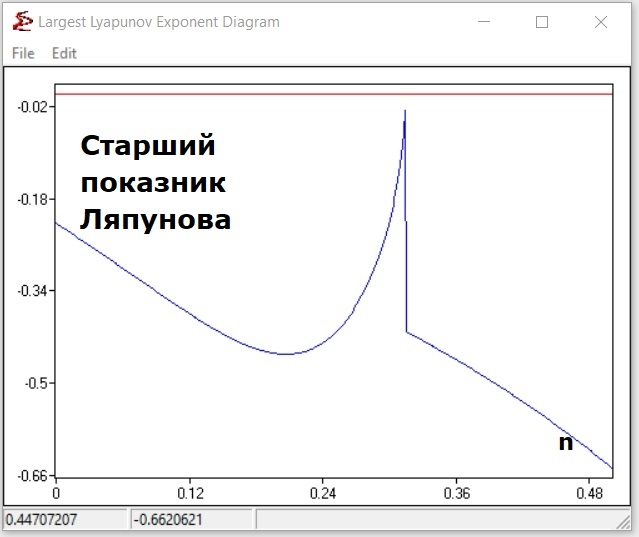 Largest Lyapunov Exponent Diagram
File Edit
-0.02
Старший
показник
Ляпунова
-0.18
-0.34
-0.5
n
-0.66
0 0.12 0.24 0.36 0.48
0.44707207 -0.6620621